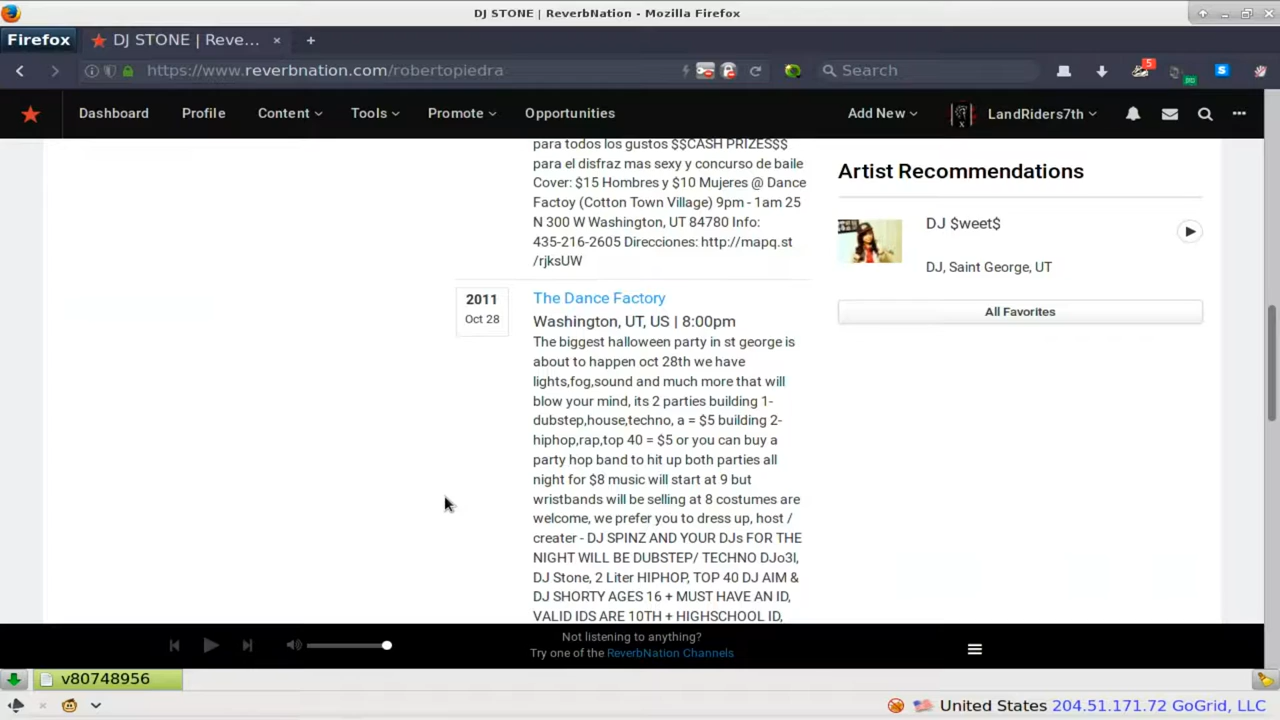 DJ STONE | ReverbNation - Mozilla Firefox
Firefox
DJ STONE | Reve...
https://www.reverbnation.com/robertopiedra
5
Search
Dashboard
Profile
Content
Tools
Promote
Opportunities
Add New
LandRiders7th
para todos los gustos $$CASH PRIZES$$
para el disfraz mas sexy y concurso de baile
Cover: $15 Hombres y $10 Mujeres @ Dance
Factoy (Cotton Town Village) 9pm - 1am 25
N 300 W Washington, UT 84780 Info:
435-216-2605 Direcciones: http://mapq.st
/rjksUW
2011
Oct 28
The Dance Factory
Washington, UT, US | 8:00pm
The biggest halloween party in st george is
about to happen oct 28th we have
lights,fog,sound and much more that will
blow your mind, its 2 parties building 1-
dubstep,house,techno, a = $5 building 2-
hiphop,rap,top 40 = $5 or you can buy a
party hop band to hit up both parties all
night for $8 music will start at 9 but
wristbands will be selling at 8 costumes are
welcome, we prefer you to dress up, host /
creater - DJ SPINZ AND YOUR DJs FOR THE
NIGHT WILL BE DUBSTEP/ TECHNO DJo3l,
DJ Stone, 2 Liter HIPHOP, TOP 40 DJ AIM &
DJ SHORTY AGES 16 + MUST HAVE AN ID,
VALID IDS ARE 10TH + HIGHSCHOOL ID,
Artist Recommendations
DJ $weet$
DJ, Saint George, UT
All Favorites
Not listening to anything?
Try one of the ReverbNation Channels
v80748956
United States 204.51.171.72 GoGrid, LLC